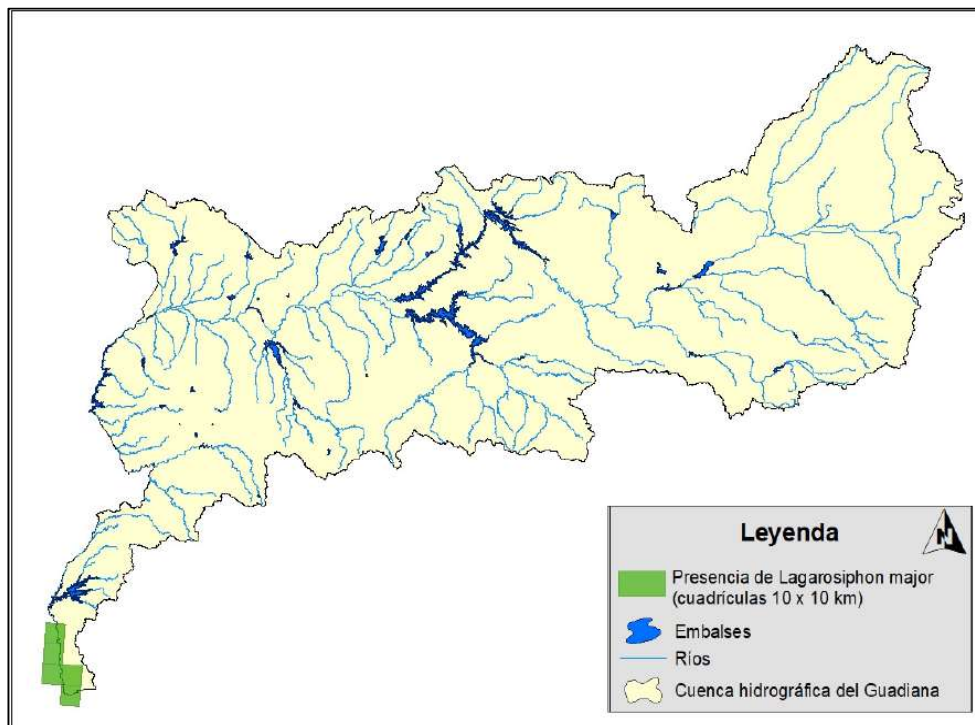 Leyenda
N
Presencia de Lagarosiphon major
(cuadrículas 10 x 10 km)
Embalses
Ríos
Cuenca hidrográfica del Guadiana